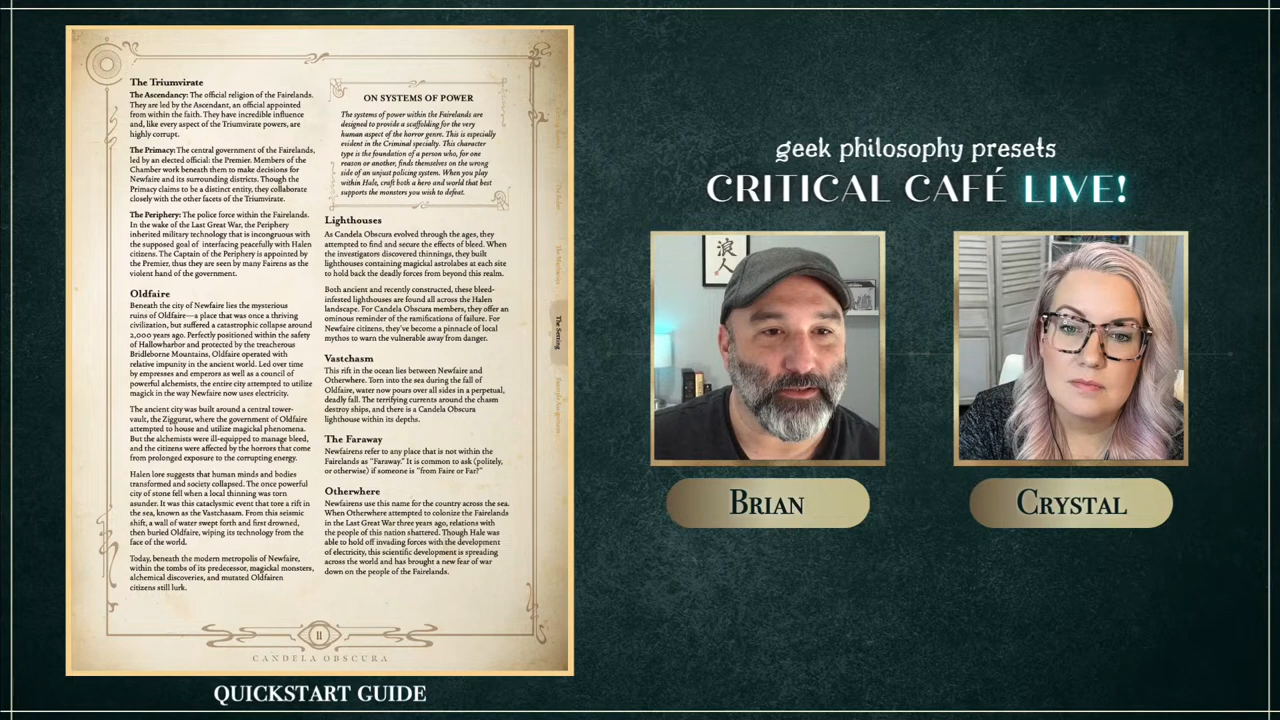 The Triumvirate
The Ascendancy: The official religion of the Fairelands.
They are led by the Ascendant, an official appointed
from within the faith. They have incredible influence
and, like every aspect of the Triumvirate powers, are
highly corrupt.
The Primacy: The central government of the Fairelands,
led by an elected official: the Premier. Members of the
Chamber work beneath them to make decisions for
Newfaire and its surrounding districts. Though the
Primacy claims to be a distinct entity, they collaborate
closely with the other facets of the Triumvirate.
The Periphery: The police force within the Fairelands.
In the wake of the Last Great War, the Periphery
inherited military technology that is incongruous with
the supposed goal of interfacing peacefully with Halen
citizens. The Captain of the Periphery is appointed by
the Premier, thus they are seen by many Fairens as the
violent hand of the government.
Oldfaire
Beneath the city of Newfaire lies the mysterious
ruins of Oldfaire—a place that was once a thriving
civilization, but suffered a catastrophic collapse around
2,000 years ago. Perfectly positioned within the safety
of Hallowharbor and protected by the treacherous
Bridleborne Mountains, Oldfaire operated with
relative impunity in the ancient world. Led over time
by empresses and emperors as well as a council of
powerful alchemists, the entire city attempted to utilize
magick in the way Newfaire now uses electricity.
The ancient city was built around a central tower-
vault, the Ziggurat, where the government of Oldfaire
attempted to house and utilize magickal phenomena.
But the alchemists were ill-equipped to manage bleed,
and the citizens were affected by the horrors that come
from prolonged exposure to the corrupting energy.
Halen lore suggests that human minds and bodies
transformed and society collapsed. The once powerful
city of stone fell when a local thinning was torn
asunder. It was this cataclysmic event that tore a rift in
the sea, known as the Vastchasam. From this seismic
shift, a wall of water swept forth and first drowned,
then buried Oldfaire, wiping its technology from the
face of the world.
Today, beneath the modern metropolis of Newfaire,
within the tombs of its predecessor, magickal monsters,
alchemical discoveries, and mutated Oldfairen
citizens still lurk.
ON SYSTEMS OF POWER
The systems of power within the Fairelands are
designed to provide a scaffolding for the very
human aspect of the horror genre. This is especially
evident in the Criminal specialty. This character
type is the foundation of a person who, for one
reason or another, finds themselves on the wrong
side of an unjust policing system. When you play
within Hale, craft both a hero and world that best
supports the monsters you wish to defeat.
Lighthouses
As Candela Obscura evolved through the ages, they
attempted to find and secure the effects of bleed. When
the investigators discovered thinnings, they built
lighthouses containing magickal astrolabes at each site
to hold back the deadly forces from beyond this realm.
Both ancient and recently constructed, these bleed-
infested lighthouses are found all across the Halen
landscape. For Candela Obscura members, they offer an
ominous reminder of the ramifications of failure. For
Newfaire citizens, they've become a pinnacle of local
mythos to warn the vulnerable away from danger.
Vastchasm
This rift in the ocean lies between Newfaire and
Otherwhere. Torn into the sea during the fall of
Oldfaire, water now pours over all sides in a perpetual,
deadly fall. The terrifying currents around the chasm
destroy ships, and there is a Candela Obscura
lighthouse within its depths.
The Faraway
Newfairens refer to any place that is not within the
Fairelands as "Faraway." It is common to ask (politely,
or otherwise) if someone is "from Faire or Far?"
Otherwhere
Newfairens use this name for the country across the sea.
When Otherwhere attempted to colonize the Fairelands
in the Last Great War three years ago, relations with
the people of this nation shattered. Though Hale was
able to hold off invading forces with the development
of electricity, this scientific development is spreading
across the world and has brought a new fear of war
down on the people of the Fairelands.
The Setting
11
CANDELA OBSCURA
QUICKSTART GUIDE
geek philosophy presets
CRITICAL CAFÉ LIVE!
浪人
BRIAN
CRYSTAL